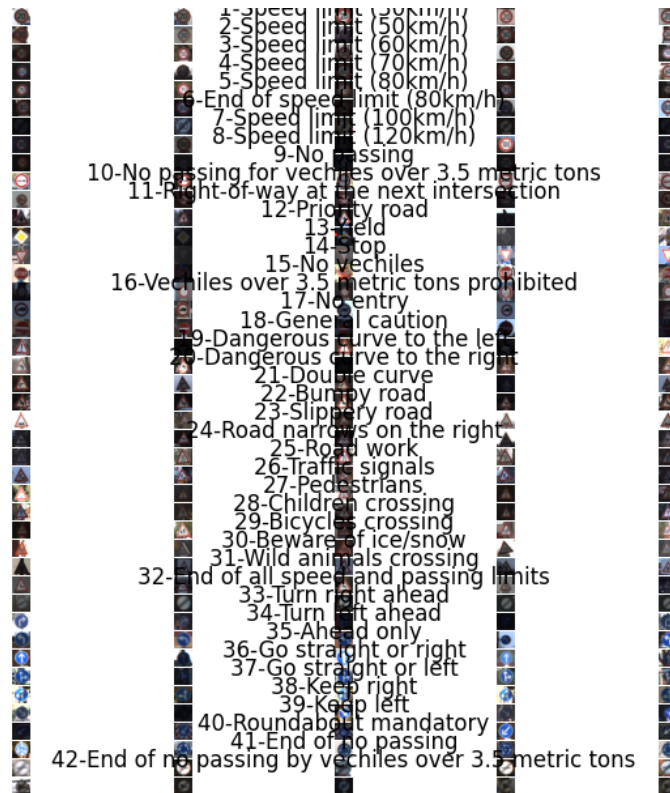 1-Speed limit (30km/h)
2-Speed limit (50km/h)
3-Speed limit (60km/h)
4-Speed limit (70km/h)
5-Speed limit (80km/h)
6-End of speed limit (80km/h)
7-Speed limit (100km/h)
8-Speed limit (120km/h)
9-No passing
10-No passing for vechiles over 3.5 metric tons
11-Right-of-way at the next intersection
12-Priority road
13-Yield
14-Stop
15-No vechiles
16-Vechiles over 3.5 metric tons prohibited
17-No entry
18-General caution
19-Dangerous curve to the left
20-Dangerous curve to the right
21-Double curve
22-Bumpy road
23-Slippery road
24-Road narrows on the right
25-Road work
26-Traffic signals
27-Pedestrians
28-Children crossing
29-Bicycles crossing
30-Beware of ice/snow
31-Wild animals crossing
32-End of all speed and passing limits
33-Turn right ahead
34-Turn left ahead
35-Ahead only
36-Go straight or right
37-Go straight or left
38-Keep right
39-Keep left
40-Roundabout mandatory
41-End of no passing
42-End of no passing by vechiles over 3.5 metric tons